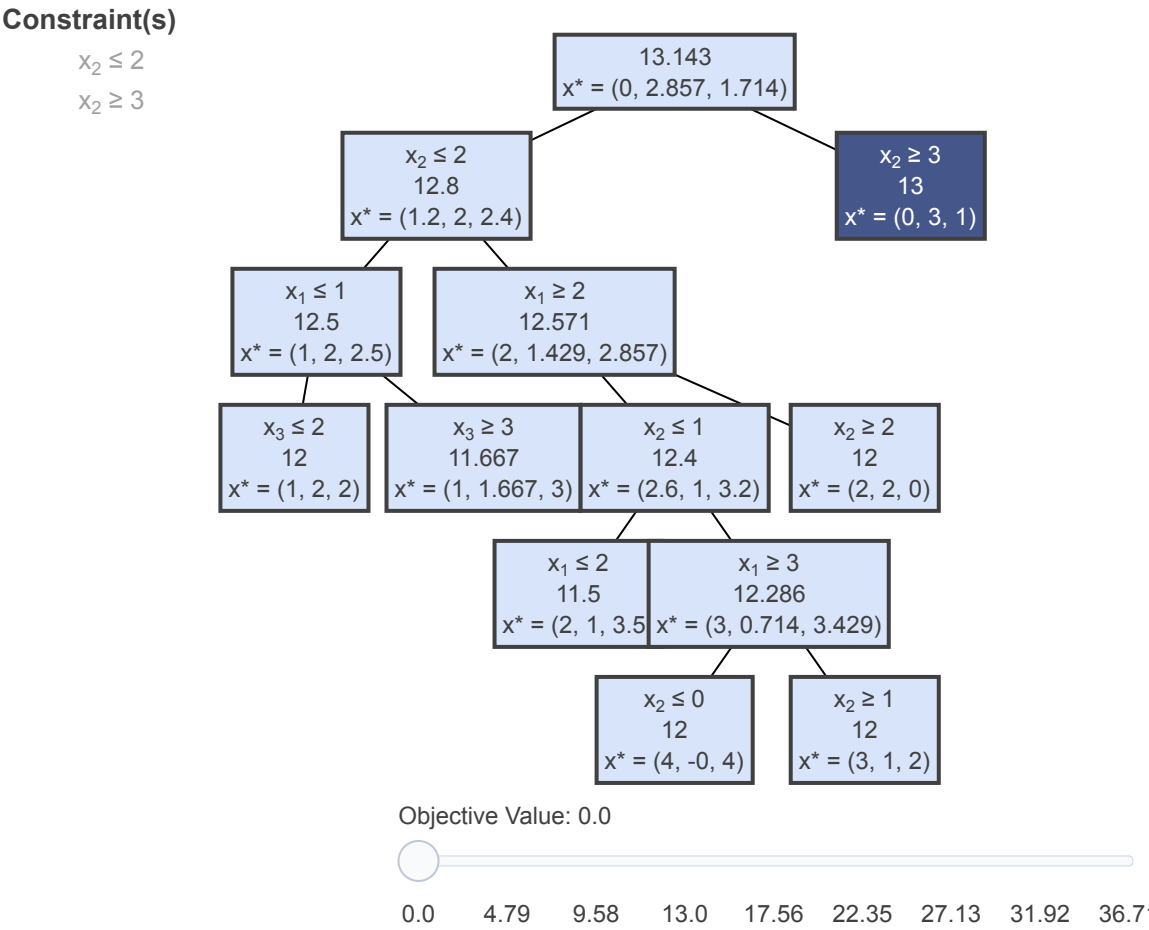 Constraint(s)
x₂ ≤ 2
x₂ ≥ 3
13.143
x* = (0, 2.857, 1.714)
x₂ ≤ 2
12.8
x* = (1.2, 2, 2.4)
x₂ ≥ 3
13
x* = (0, 3, 1)
x₁ ≤ 1
12.5
x* = (1, 2, 2.5)
x₁ ≥ 2
12.571
x* = (2, 1.429, 2.857)
x₃ ≤ 2
12
x* = (1, 2, 2)
x₃ ≥ 3
11.667
x* = (1, 1.667, 3)
x₂ ≤ 1
12.4
x* = (2.6, 1, 3.2)
x₂ ≥ 2
12
x* = (2, 2, 0)
x₁ ≤ 2
11.5
x* = (2, 1, 3.5
x₁ ≥ 3
12.286
x* = (3, 0.714, 3.429)
x₂ ≤ 0
12
x* = (4, -0, 4)
x₂ ≥ 1
12
x* = (3, 1, 2)
Objective Value: 0.0
0.0 4.79 9.58 13.0 17.56 22.35 27.13 31.92 36.71